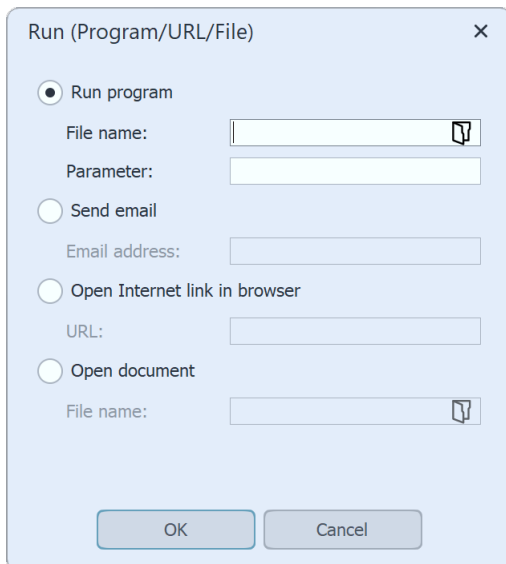 Run (Program/URL/File)
Run program
File name:
Parameter:
Send email
Email address:
Open Internet link in browser
URL:
Open document
File name:
OK
Cancel